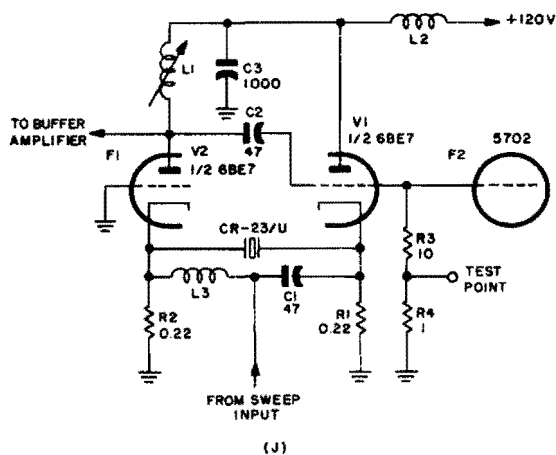 +120V
L2
L1
C3
1000
C2
47
V1
1/2 6BE7
TO BUFFER
AMPLIFIER
F1
V2
1/2 6BE7
F2
5702
CR-23/U
R3
10
TEST
POINT
L3
C1
47
R2
0.22
R1
0.22
R4
1
FROM SWEEP
INPUT
(J)